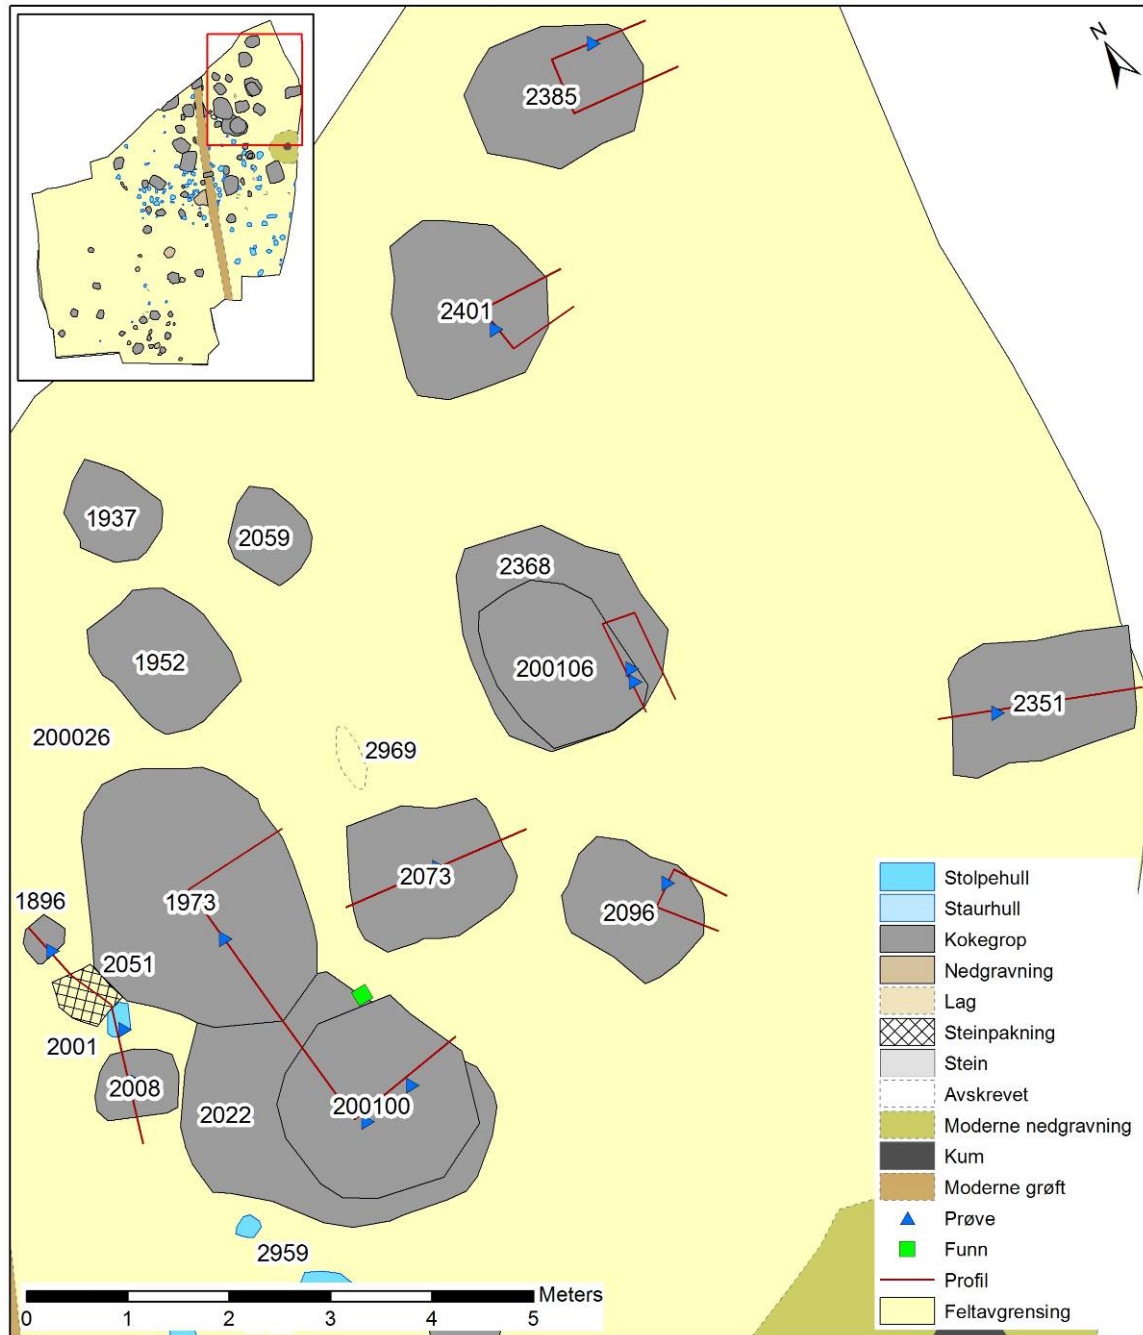 N
2385
2401
1937
2059
2368
1952
200106
2351
200026
2969
2073
1896
1973
2096
2051
2001
2008
2022
200100
2959
Stolpehull
Staurhull
Kokegrop
Nedgravning
Lag
Steinpakning
Stein
Avskrevet
Moderne nedgravning
Kum
Moderne grøft
Prøve
Funn
Profil
Feltavgrensing
Meters
0 1 2 3 4 5